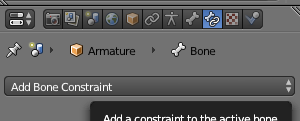 Armature Bone
Add Bone Constraint
Add a constraint to the active bone